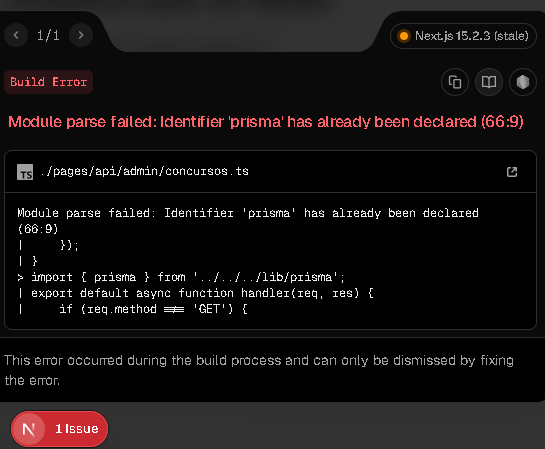 1/1
Next.js 15.2.3 (stale)
Build Error
Module parse failed: Identifier 'prisma' has already been declared (66:9)
TS ./pages/api/admin/concursos.ts
Module parse failed: Identifier 'prisma' has already been declared
(66:9)
|     });
| }
> import { prisma } from '../../../lib/prisma';
| export default async function handler(req, res) {
|     if (req.method !== 'GET') {
This error occurred during the build process and can only be dismissed by fixing
the error.
N 1 Issue